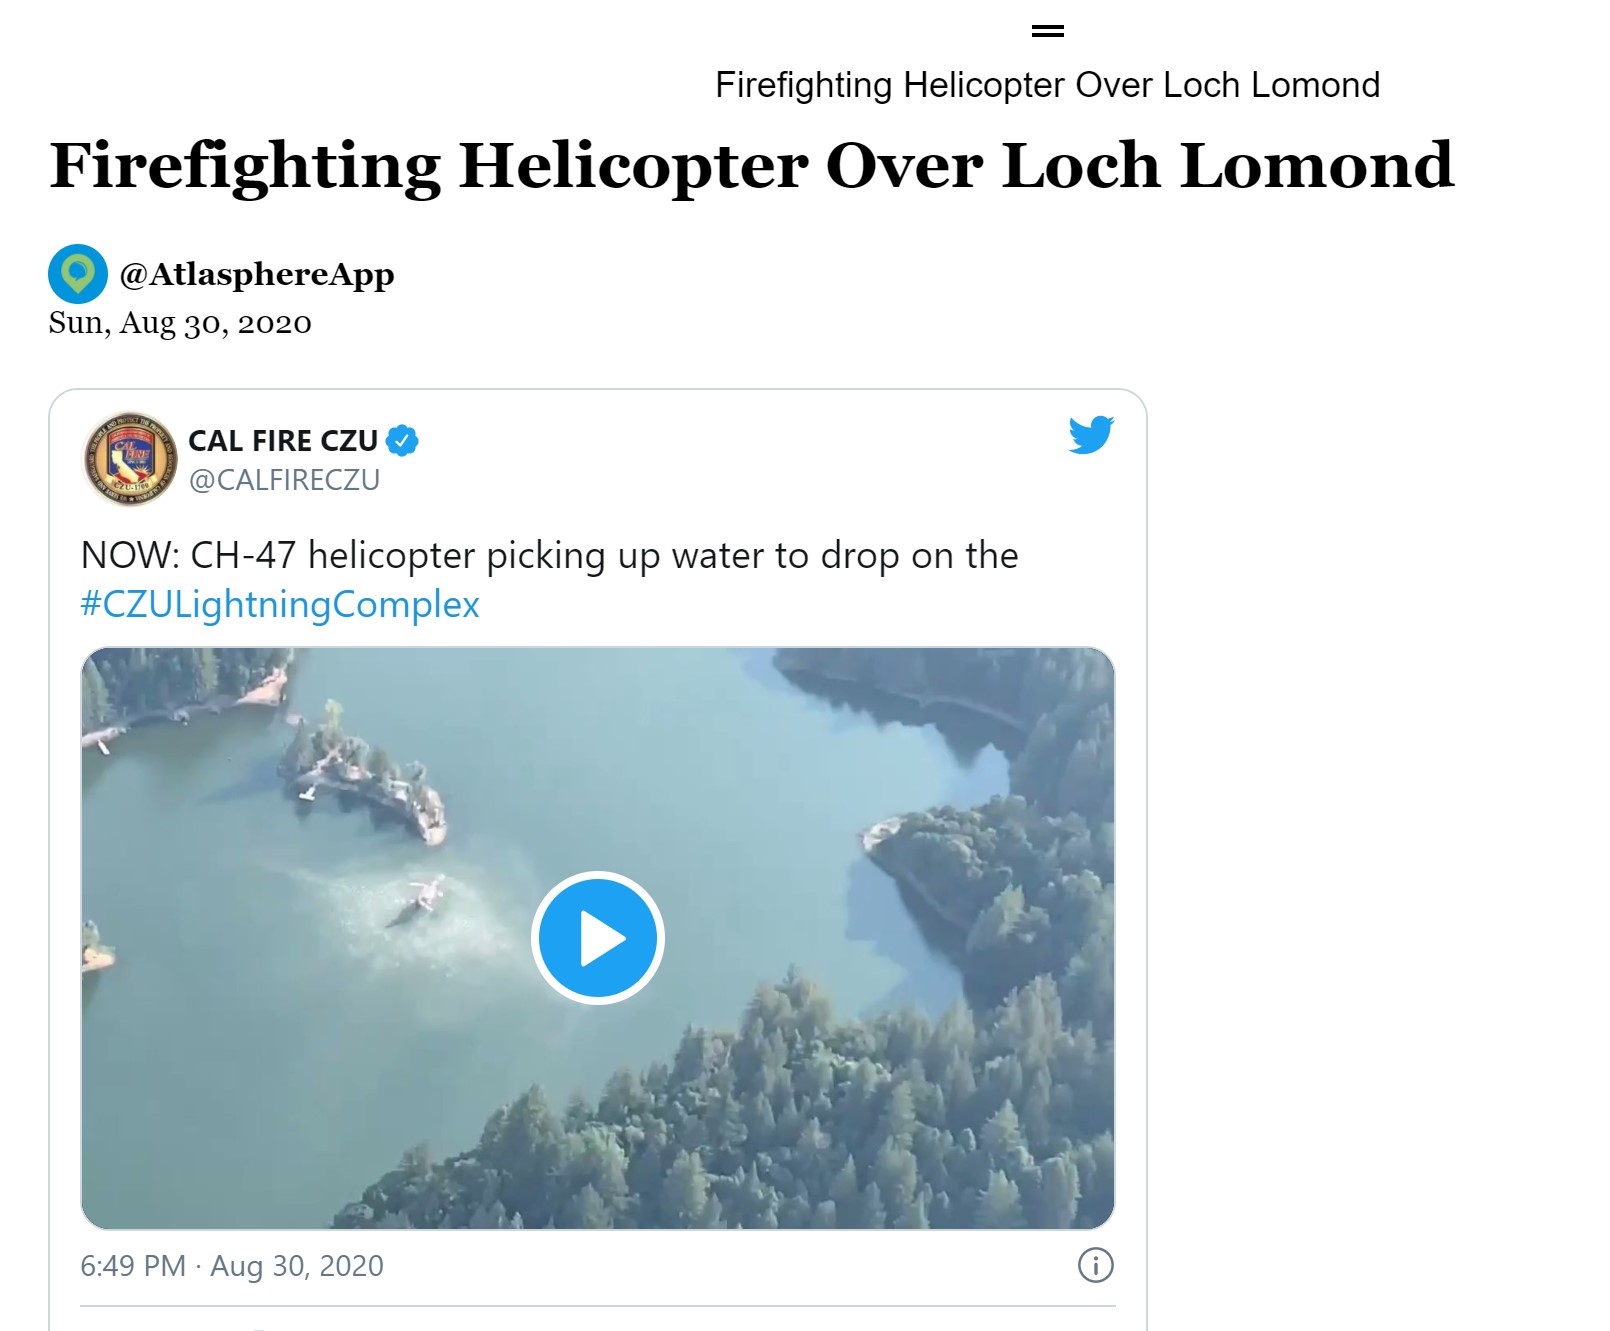 Firefighting Helicopter Over Loch Lomond
Firefighting Helicopter Over Loch Lomond
@AtlasphereApp
Sun, Aug 30, 2020
CAL FIRE CZU
@CALFIRECZU
NOW: CH-47 helicopter picking up water to drop on the
#CZULightningComplex
6:49 PM · Aug 30, 2020